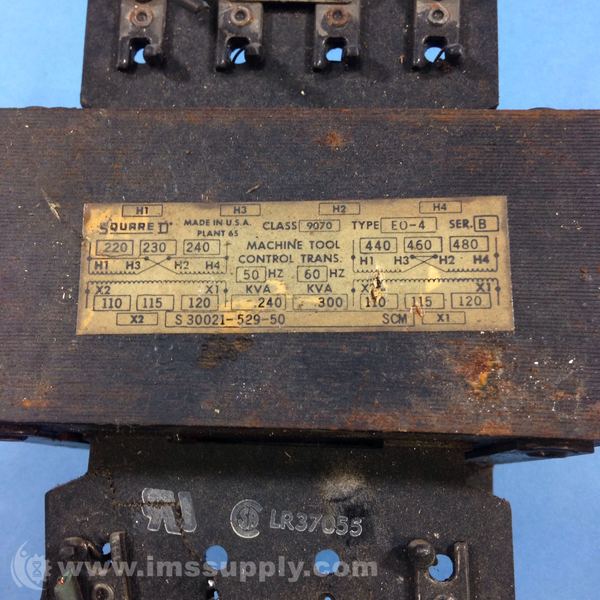 H1 H3 H2 H4
SQUARE D MADE IN U.S.A. PLANT 65 CLASS 9070 TYPE EO-4 SER. B
220 230 240 MACHINE TOOL CONTROL TRANS. 440 460 480
H1 H3 H2 H4 50 HZ 60 HZ H1 H3 H2 H4
X2 X1 KVA KVA X2 X1
110 115 120 .240 .300 110 115 120
X2 S 30021-529-50 SCM X1
LR37055
www.imssupply.com